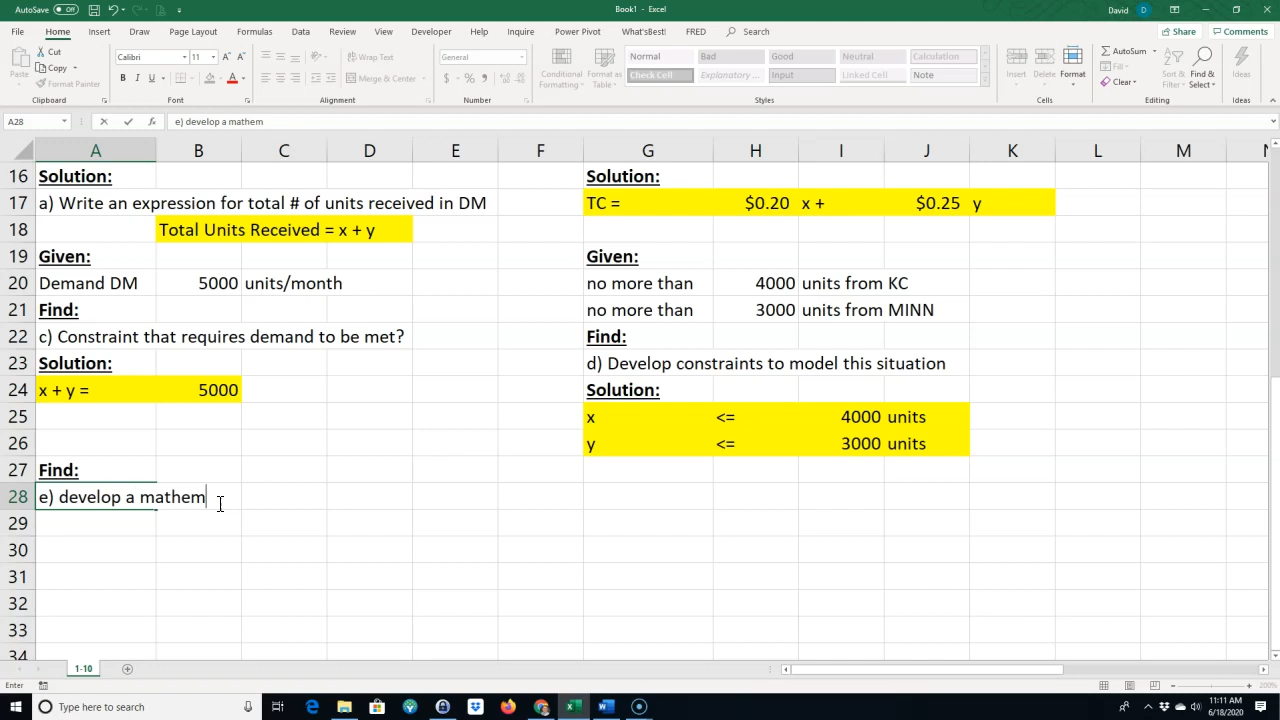 AutoSave Off
Book1 - Excel
David D
File Home Insert Draw Page Layout Formulas Data Review View Developer Help Inquire Power Pivot What'sBest! FRED Search Share Comments
Paste Cut Copy Format Painter Clipboard
Calibri 11 B I U Font
Wrap Text Merge & Center Alignment
General $ % Number
Conditional Formatting Format as Table
Normal Bad Good Neutral Calculation
Check Cell Explanatory ... Input Linked Cell Note
Styles
Insert Delete Format Cells
AutoSum Fill Clear Sort & Filter Find & Select Editing
Ideas Ideas
A28 fx e) develop a mathem
A B C D E F G H I J K L M N
16 Solution: Solution:
17 a) Write an expression for total # of units received in DM TC = $0.20 x + $0.25 y
18 Total Units Received = x + y
19 Given: Given:
20 Demand DM 5000 units/month no more than 4000 units from KC
21 Find: no more than 3000 units from MINN
22 c) Constraint that requires demand to be met? Find:
23 Solution: d) Develop constraints to model this situation
24 x + y = 5000 Solution:
25 x <= 4000 units
26 y <= 3000 units
27 Find:
28 e) develop a mathem
29
30
31
32
33
34
1-10
Enter 200%
Type here to search
11:11 AM
6/18/2020